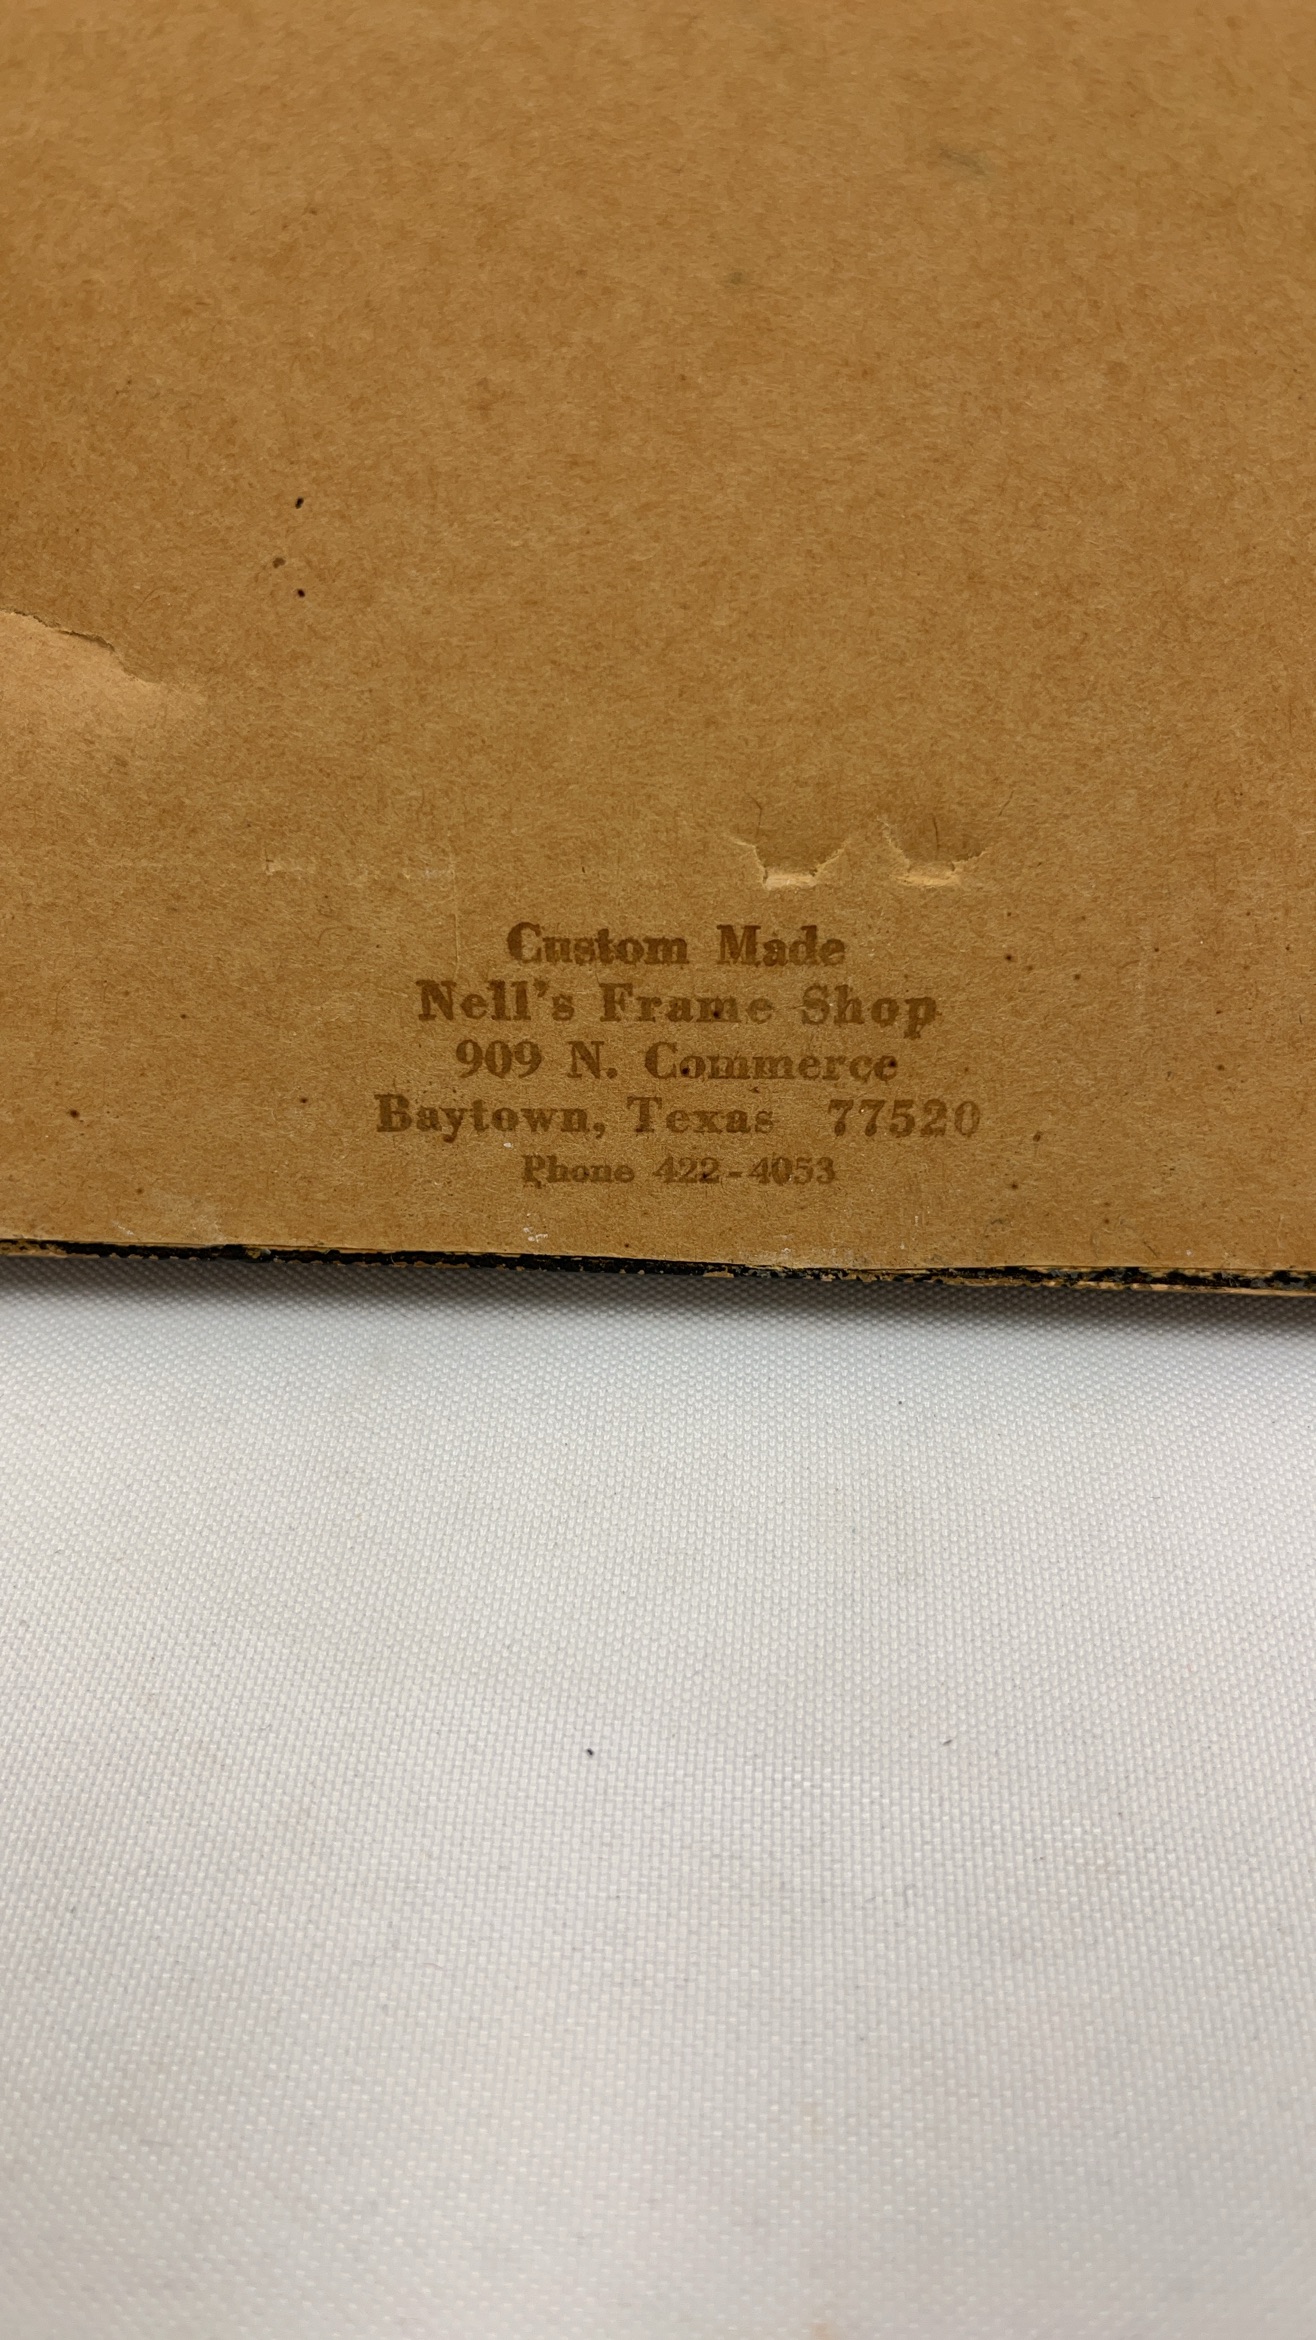 Custom Made
Nell's Frame Shop
909 N. Commerce
Baytown, Texas 77520
Phone 422-4053